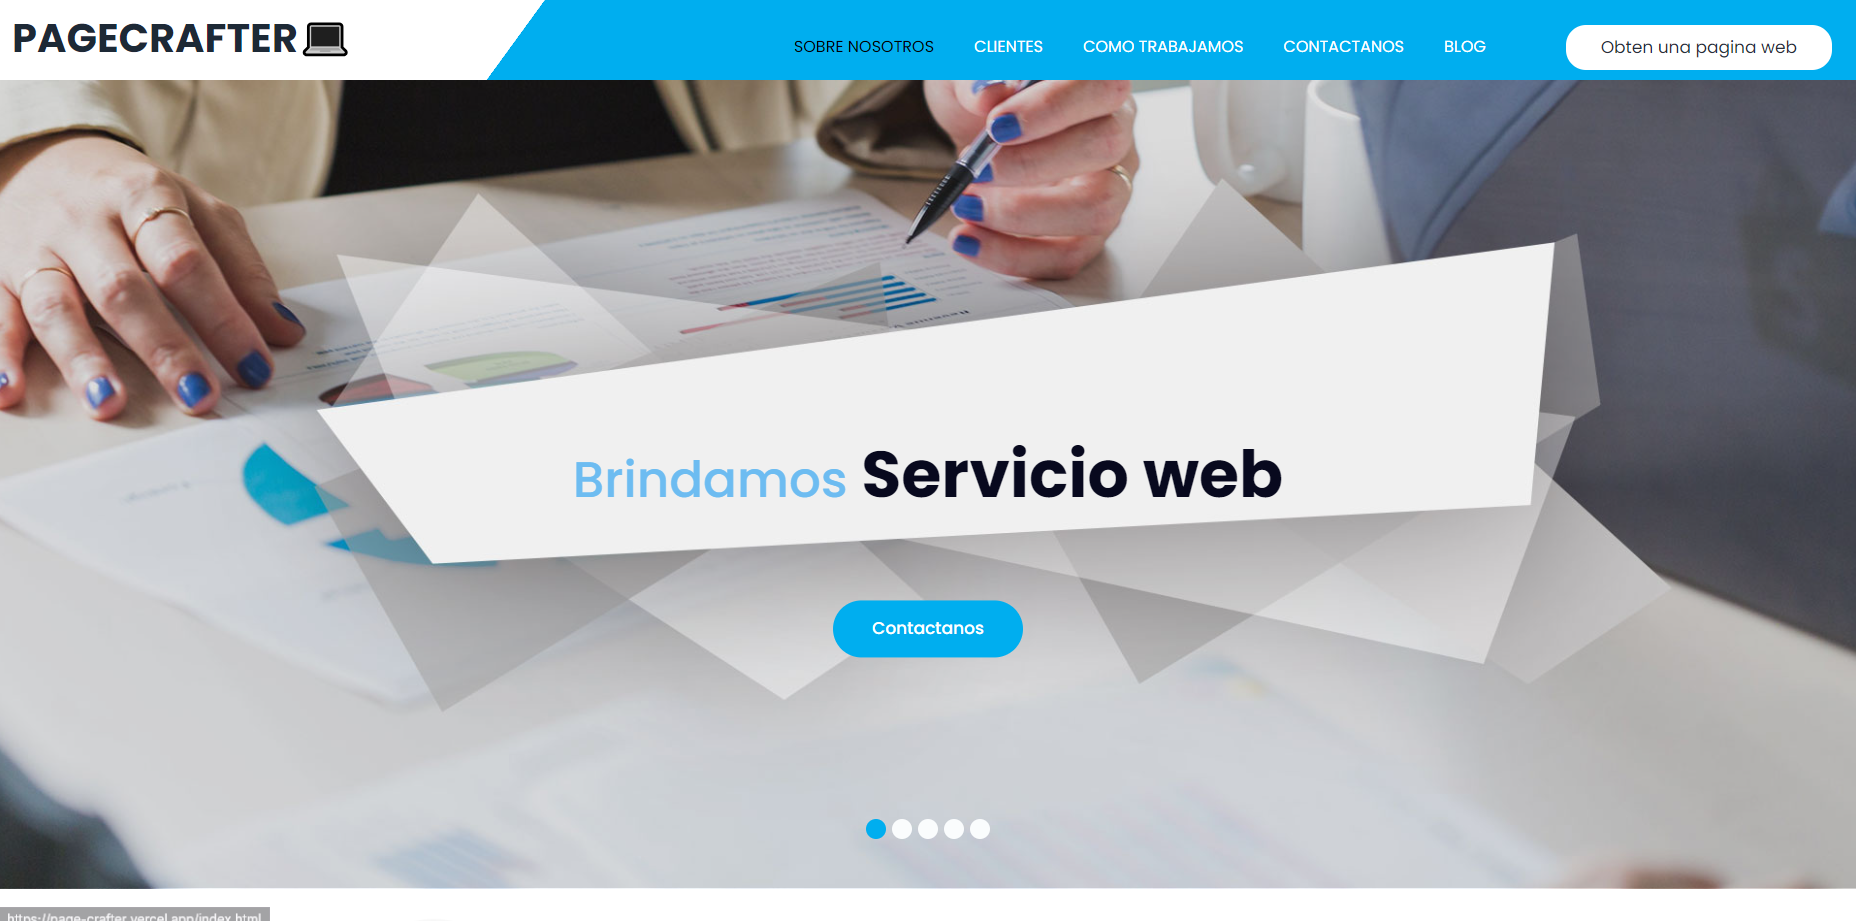 PAGECRAFTER
SOBRE NOSOTROS
CLIENTES
COMO TRABAJAMOS
CONTACTANOS
BLOG
Obten una pagina web
Brindamos Servicio web
Contactanos
https://page-crafter.vercel.app/index.html